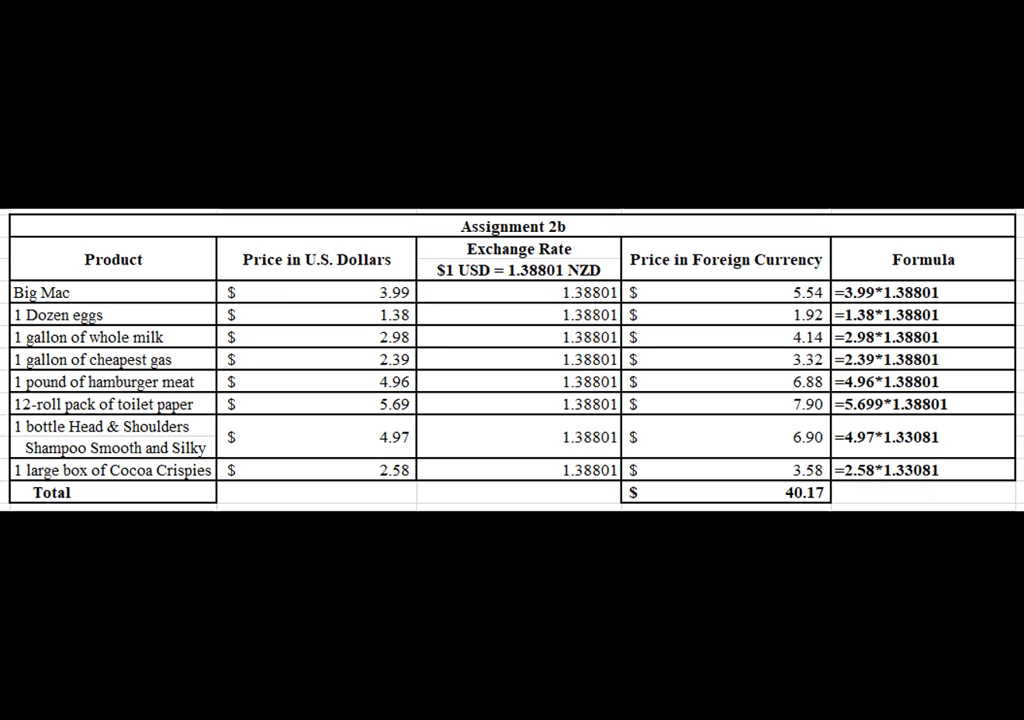 Assignment 2b
Product Price in U.S. Dollars Exchange Rate $1 USD = 1.38801 NZD Price in Foreign Currency Formula
Big Mac $ 3.99 1.38801 $ 5.54 =3.99*1.38801
1 Dozen eggs $ 1.38 1.38801 $ 1.92 =1.38*1.38801
1 gallon of whole milk $ 2.98 1.38801 $ 4.14 =2.98*1.38801
1 gallon of cheapest gas $ 2.39 1.38801 $ 3.32 =2.39*1.38801
1 pound of hamburger meat $ 4.96 1.38801 $ 6.88 =4.96*1.38801
12-roll pack of toilet paper $ 5.69 1.38801 $ 7.90 =5.699*1.38801
1 bottle Head & Shoulders
Shampoo Smooth and Silky $ 4.97 1.38801 $ 6.90 =4.97*1.33081
1 large box of Cocoa Crispies $ 2.58 1.38801 $ 3.58 =2.58*1.33081
Total $ 40.17